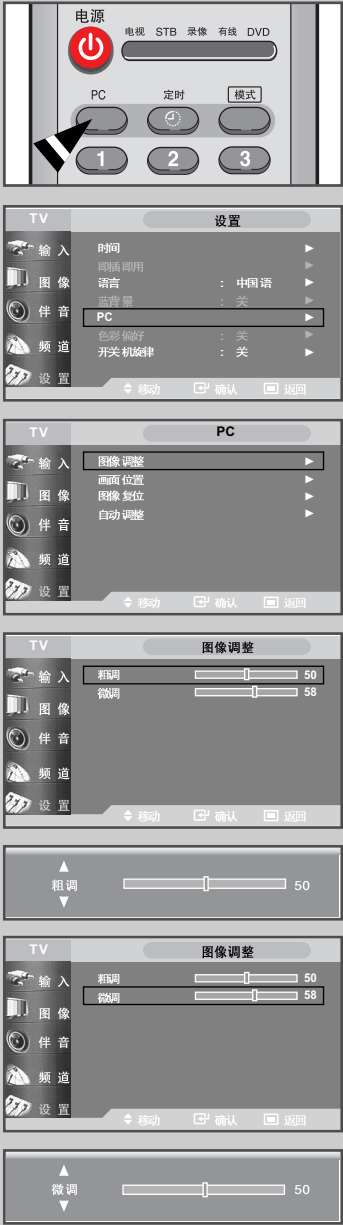 电源
电视 STB 录像 有线 DVD
PC 定时 模式
1 2 3
TV 设置
输入 时间 ▶
即插即用 ▶
图像 语言 : 中国语 ▶
蓝背景 : 关 ▶
伴音 PC ▶
频道 色彩偏好 : 关 ▶
开关机旋律 : 关 ▶
设置
移动 确认 返回
TV PC
输入 图像调整 ▶
画面位置 ▶
图像 图像复位 ▶
伴音 自动调整 ▶
频道
设置
移动 确认 返回
TV 图像调整
输入 粗调 50
图像 微调 58
伴音
频道
设置
移动 确认 返回
▲
粗调 50
▼
TV 图像调整
输入 粗调 50
图像 微调 58
伴音
频道
设置
移动 确认 返回
▲
微调 50
▼